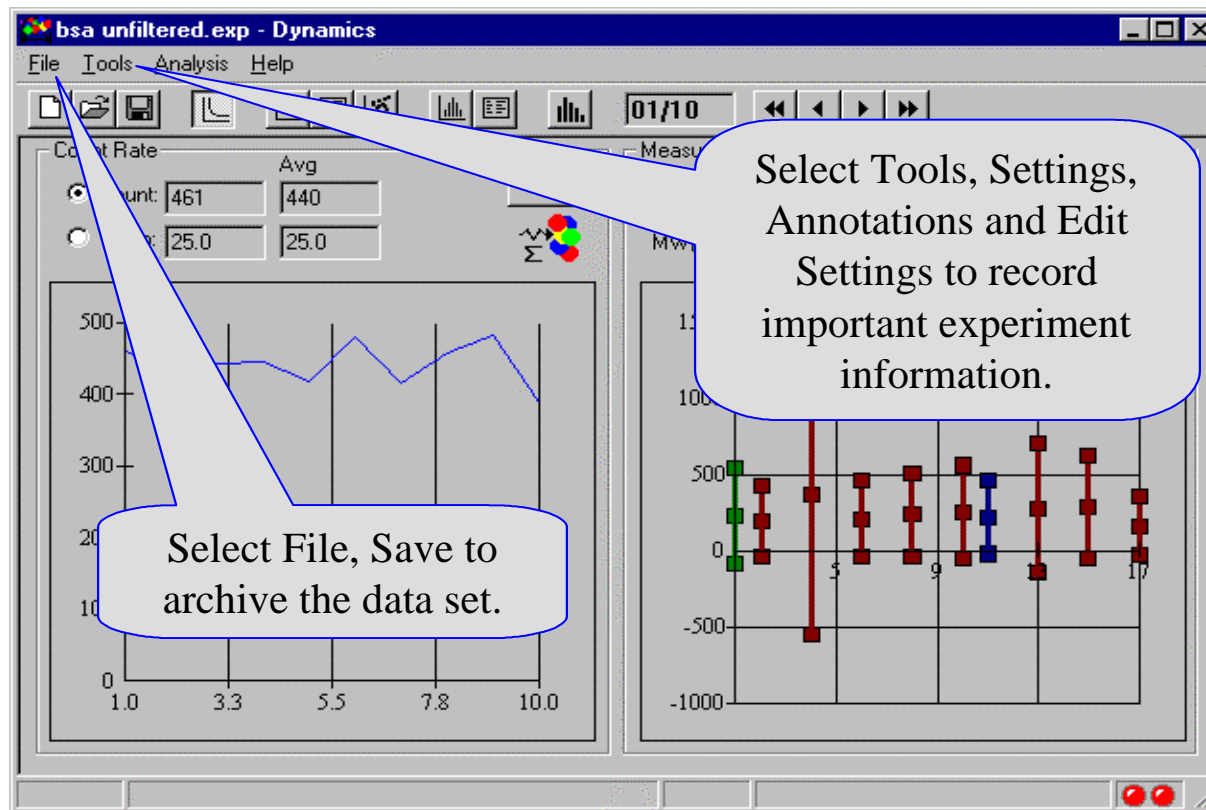 bsa unfiltered.exp - Dynamics
File Tools Analysis Help
01/10
Count Rate
Avg
461
440
25.0
25.0
Σ
500
400
300
0
1.0
3.3
5.5
7.8
10.0
500
0
5
9
13
17
-500
-1000
Select Tools, Settings,
Annotations and Edit
Settings to record
important experiment
information.
Select File, Save to
archive the data set.